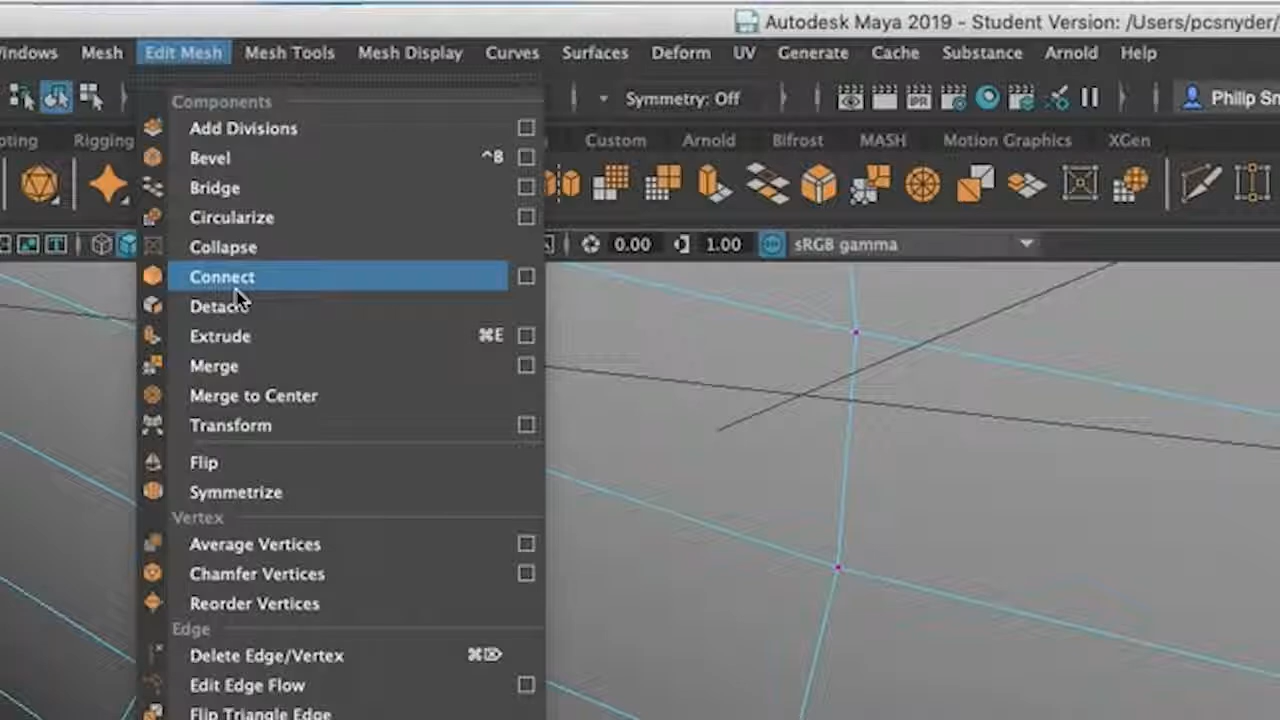 Autodesk Maya 2019 - Student Version: /Users/pcsnyder/
Windows Mesh Edit Mesh Mesh Tools Mesh Display Curves Surfaces Deform UV Generate Cache Substance Arnold Help
Symmetry: Off
IPR
Philip Sn
Rigging Custom Arnold Bifrost MASH Motion Graphics XGen
0.00 1.00 sRGB gamma
Components
Add Divisions
Bevel ^B
Bridge
Circularize
Collapse
Connect
Detach
Extrude ⌘E
Merge
Merge to Center
Transform
Flip
Symmetrize
Vertex
Average Vertices
Chamfer Vertices
Reorder Vertices
Edge
Delete Edge/Vertex ⌘⌦
Edit Edge Flow
Flip Triangle Edge